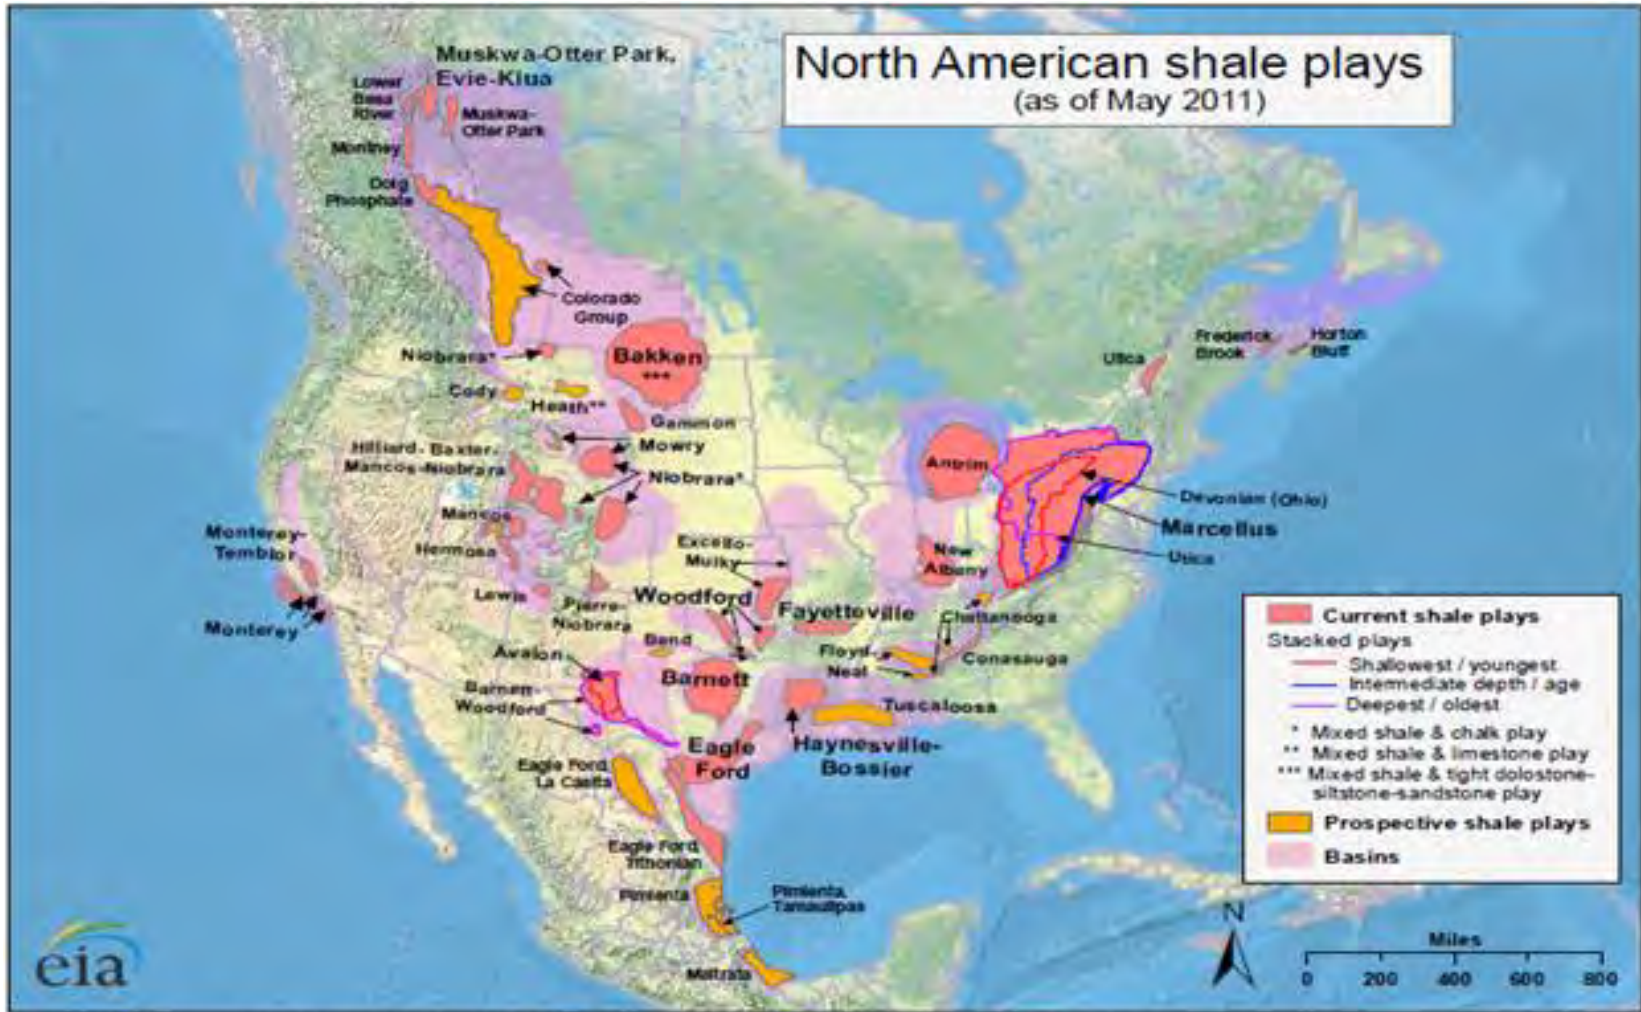 North American shale plays
(as of May 2011)
Muskwa-Otter Park,
Evie-Klua
Lower
Besa
River
Muskwa-
Otter Park
Montney
Doig
Phosphate
Colorado
Group
Niobrara*
Bakken
***
Cody
Heath**
Gammon
Mowry
Hilliard-Baxter-
Mancos-Niobrara
Niobrara*
Mancos
Hermosa
Monterey-
Temblor
Monterey
Lewis
Pierre-
Niobrara
Excello-
Mulky
Woodford
Fayetteville
Bend
Avalon
Barnett
Barnett-
Woodford
Floyd
Neal
Chattanooga
Conasauga
Tuscaloosa
Haynesville-
Bossier
Eagle
Ford
Eagle Ford,
La Casita
Eagle Ford,
Tithonian
Pimienta
Pimienta,
Tamaulipas
Maltrata
Antrim
New
Albany
Devonian (Ohio)
Marcellus
Utica
Utica
Frederick
Brook
Horton
Bluff
Current shale plays
Stacked plays
Shallowest / youngest
Intermediate depth / age
Deepest / oldest
* Mixed shale & chalk play
** Mixed shale & limestone play
*** Mixed shale & tight dolostone-
siltstone-sandstone play
Prospective shale plays
Basins
N
Miles
0 200 400 600 800
eia